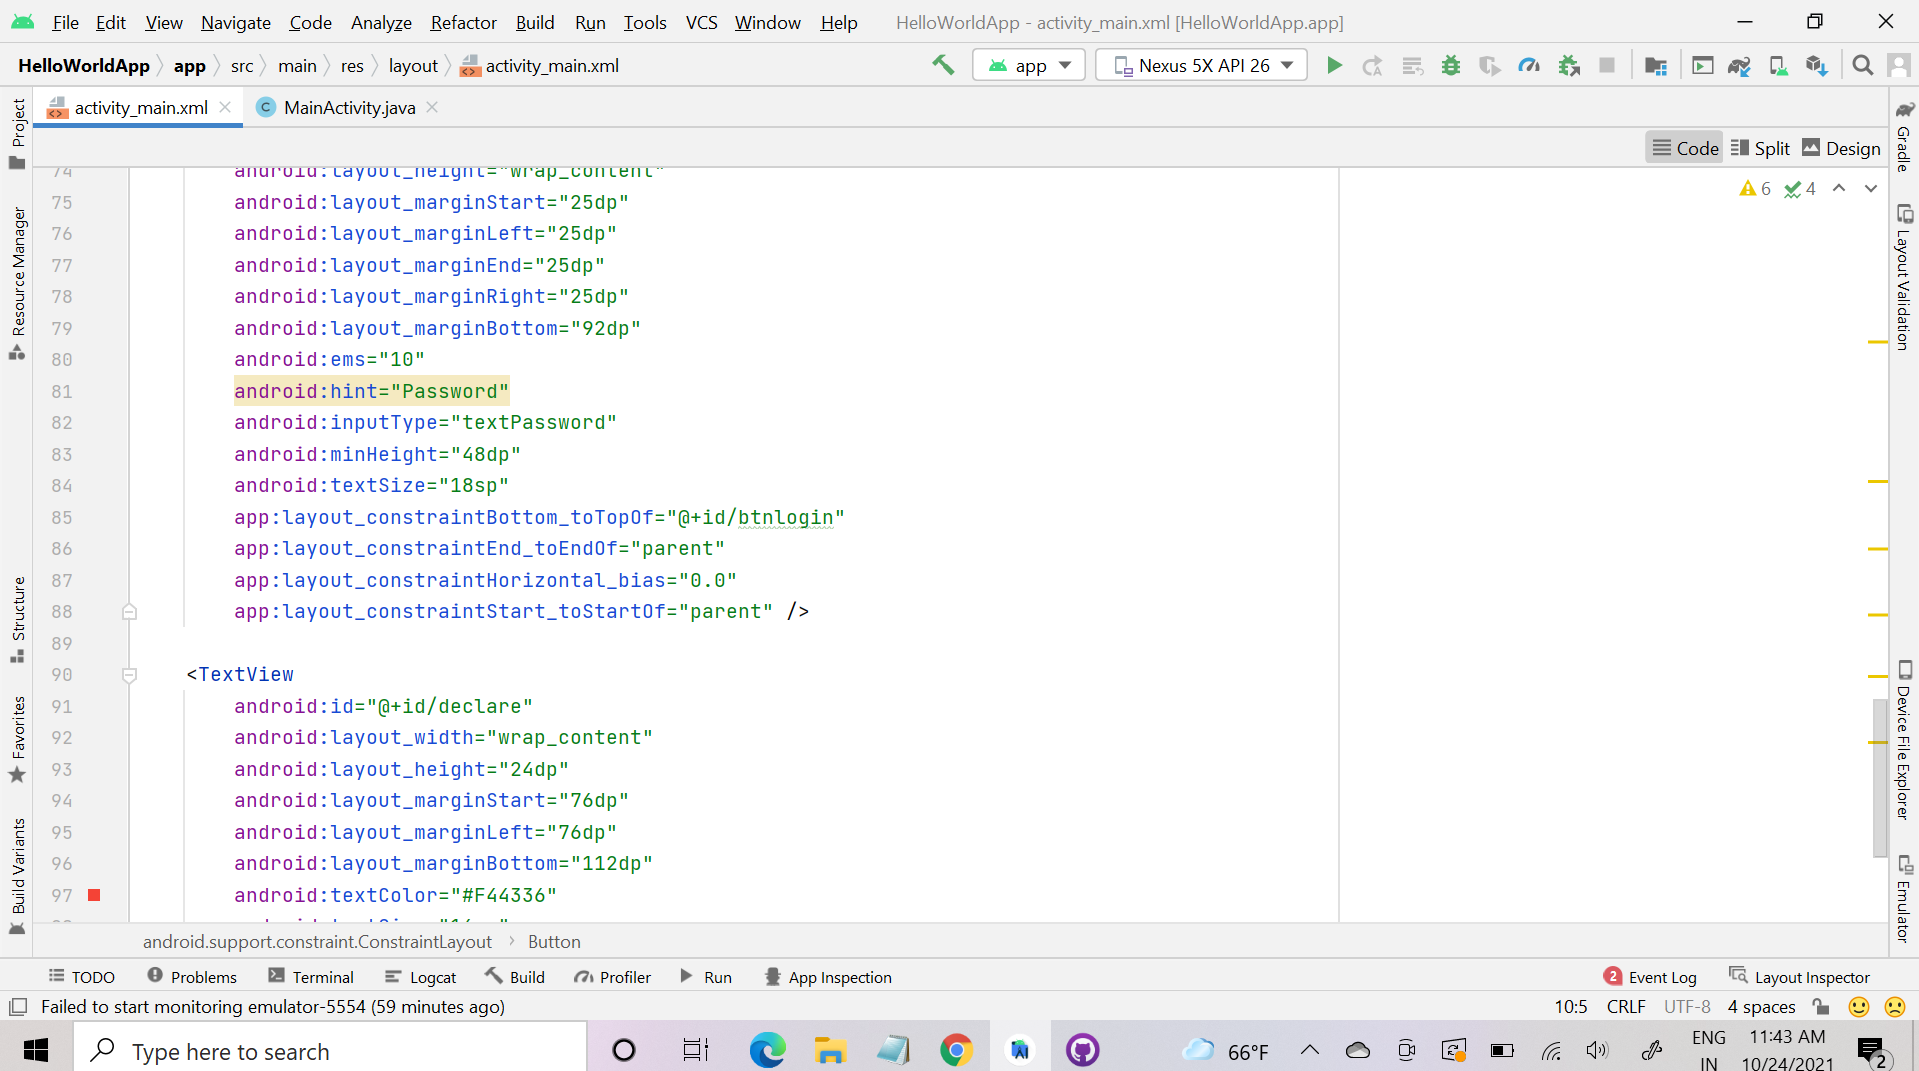 File Edit View Navigate Code Analyze Refactor Build Run Tools VCS Window Help HelloWorldApp - activity_main.xml [HelloWorldApp.app]
HelloWorldApp app src main res layout activity_main.xml app Nexus 5X API 26
activity_main.xml MainActivity.java
Code Split Design
74 android:layout_height="wrap_content"
6 4
75 android:layout_marginStart="25dp"
76 android:layout_marginLeft="25dp"
77 android:layout_marginEnd="25dp"
78 android:layout_marginRight="25dp"
79 android:layout_marginBottom="92dp"
80 android:ems="10"
81 android:hint="Password"
82 android:inputType="textPassword"
83 android:minHeight="48dp"
84 android:textSize="18sp"
85 app:layout_constraintBottom_toTopOf="@+id/btnlogin"
86 app:layout_constraintEnd_toEndOf="parent"
87 app:layout_constraintHorizontal_bias="0.0"
88 app:layout_constraintStart_toStartOf="parent" />
89
90 <TextView
91 android:id="@+id/declare"
92 android:layout_width="wrap_content"
93 android:layout_height="24dp"
94 android:layout_marginStart="76dp"
95 android:layout_marginLeft="76dp"
96 android:layout_marginBottom="112dp"
97 android:textColor="#F44336"
android.support.constraint.ConstraintLayout Button
Project
Resource Manager
Structure
Favorites
Build Variants
Gradle
Layout Validation
Device File Explorer
Emulator
TODO Problems Terminal Logcat Build Profiler Run App Inspection 2 Event Log Layout Inspector
Failed to start monitoring emulator-5554 (59 minutes ago) 10:5 CRLF UTF-8 4 spaces
Type here to search 66°F ENG 11:43 AM
IN 10/24/2021 2